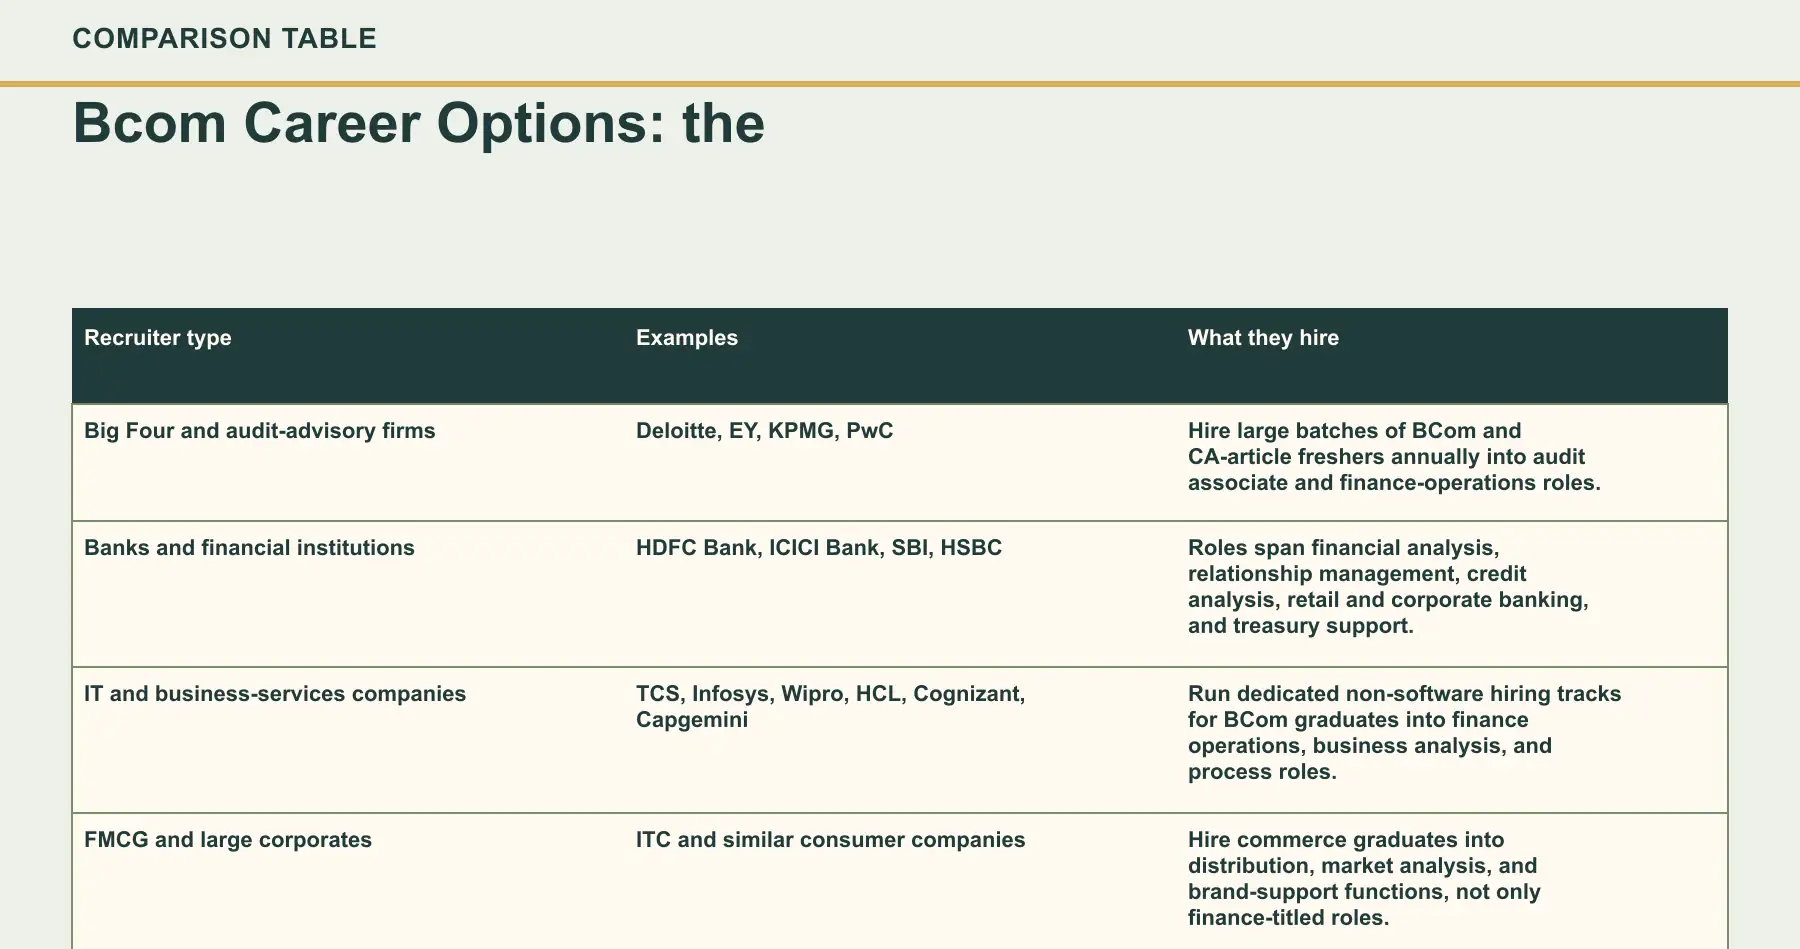 COMPARISON TABLE
Bcom Career Options: the
Recruiter type Examples What they hire
Big Four and audit-advisory firms Deloitte, EY, KPMG, PwC Hire large batches of BCom and
CA-article freshers annually into audit
associate and finance-operations roles.
Banks and financial institutions HDFC Bank, ICICI Bank, SBI, HSBC Roles span financial analysis,
relationship management, credit
analysis, retail and corporate banking,
and treasury support.
IT and business-services companies TCS, Infosys, Wipro, HCL, Cognizant, Run dedicated non-software hiring tracks
Capgemini for BCom graduates into finance
operations, business analysis, and
process roles.
FMCG and large corporates ITC and similar consumer companies Hire commerce graduates into
distribution, market analysis, and
brand-support functions, not only
finance-titled roles.